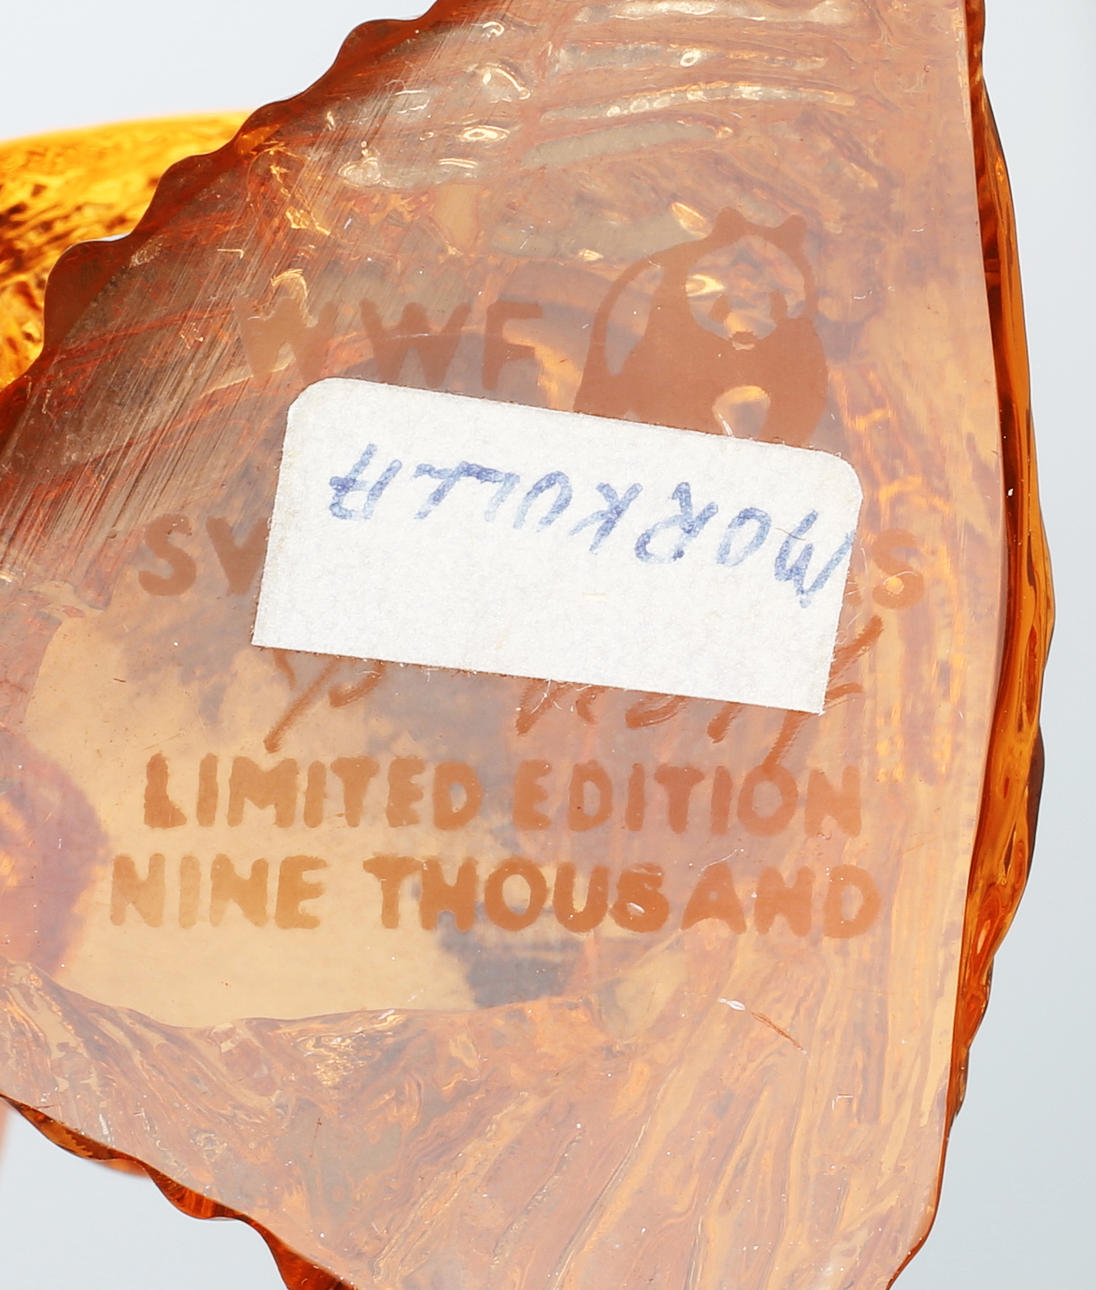 WWF
MORKULLA
LIMITED EDITION
NINE THOUSAND